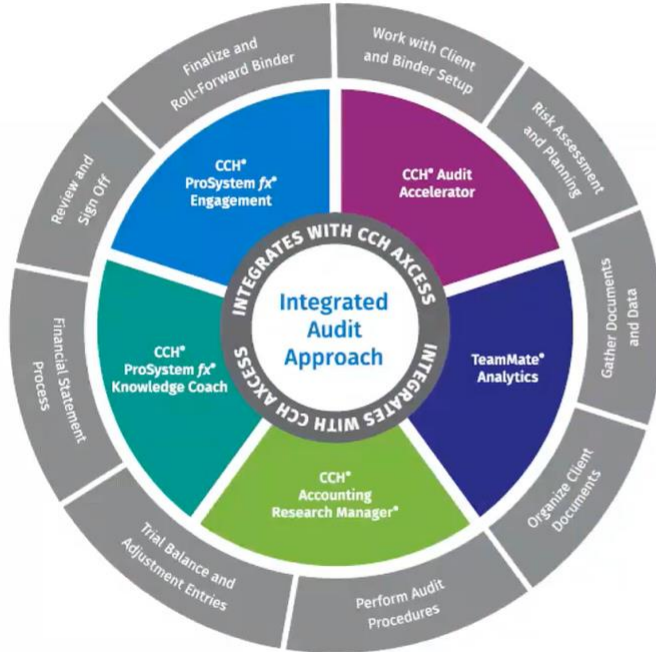 Finalize and
Roll-Forward Binder
Work with Client
and Binder Setup
Risk Assessment
and Planning
Gather Documents
and Data
Organize Client
Documents
Perform Audit
Procedures
Trial Balance and
Adjustment Entries
Financial Statement
Process
Review and
Sign Off
CCH®
ProSystem fx®
Engagement
CCH® Audit
Accelerator
TeamMate®
Analytics
CCH®
Accounting
Research Manager®
CCH®
ProSystem fx®
Knowledge Coach
INTEGRATES WITH CCH AXCESS
INTEGRATES WITH CCH AXCESS
Integrated
Audit
Approach